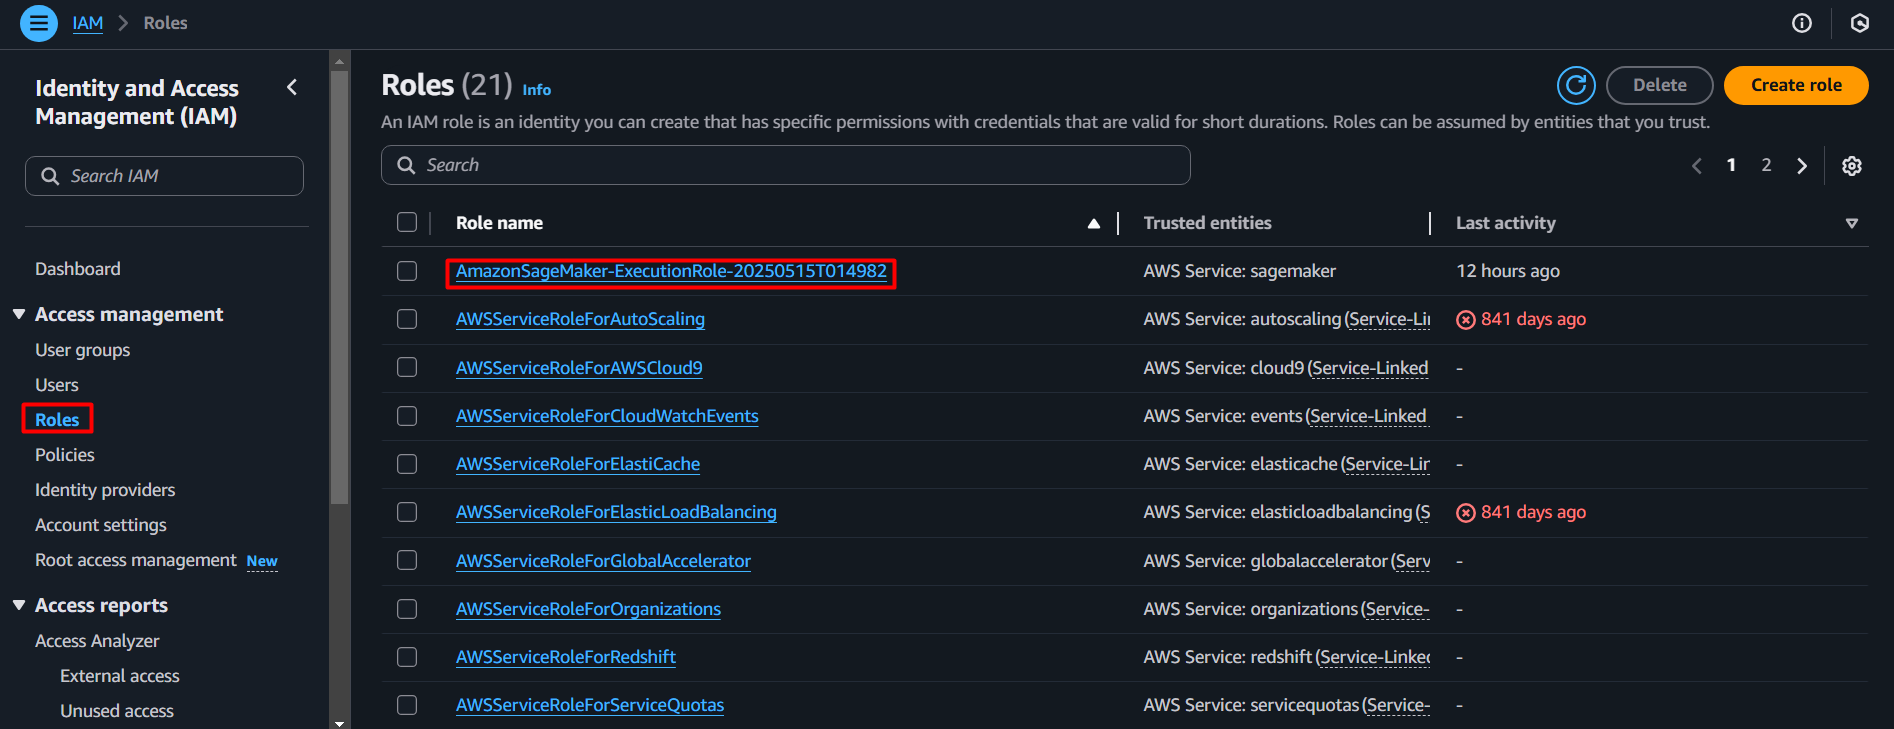 IAM > Roles
Identity and Access
Management (IAM)
Search IAM
Dashboard
Access management
User groups
Users
Roles
Policies
Identity providers
Account settings
Root access management New
Access reports
Access Analyzer
External access
Unused access
Roles (21) Info
Delete
Create role
An IAM role is an identity you can create that has specific permissions with credentials that are valid for short durations. Roles can be assumed by entities that you trust.
Search
1 2
Role name Trusted entities Last activity
AmazonSageMaker-ExecutionRole-20250515T014982 AWS Service: sagemaker 12 hours ago
AWSServiceRoleForAutoScaling AWS Service: autoscaling (Service-Li 841 days ago
AWSServiceRoleForAWSCloud9 AWS Service: cloud9 (Service-Linked -
AWSServiceRoleForCloudWatchEvents AWS Service: events (Service-Linked -
AWSServiceRoleForElastiCache AWS Service: elasticache (Service-Lin -
AWSServiceRoleForElasticLoadBalancing AWS Service: elasticloadbalancing (S 841 days ago
AWSServiceRoleForGlobalAccelerator AWS Service: globalaccelerator (Serv -
AWSServiceRoleForOrganizations AWS Service: organizations (Service- -
AWSServiceRoleForRedshift AWS Service: redshift (Service-Linked -
AWSServiceRoleForServiceQuotas AWS Service: servicequotas (Service- -